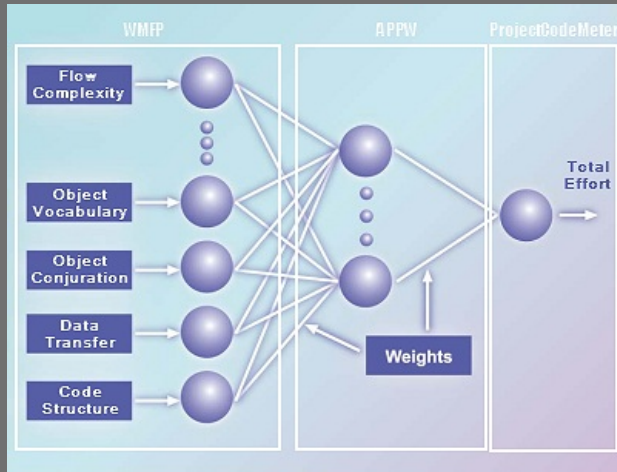 WMFP
APPW
ProjectCodeMeter
Flow
Complexity
Object
Vocabulary
Object
Conjuration
Data
Transfer
Code
Structure
Weights
Total
Effort